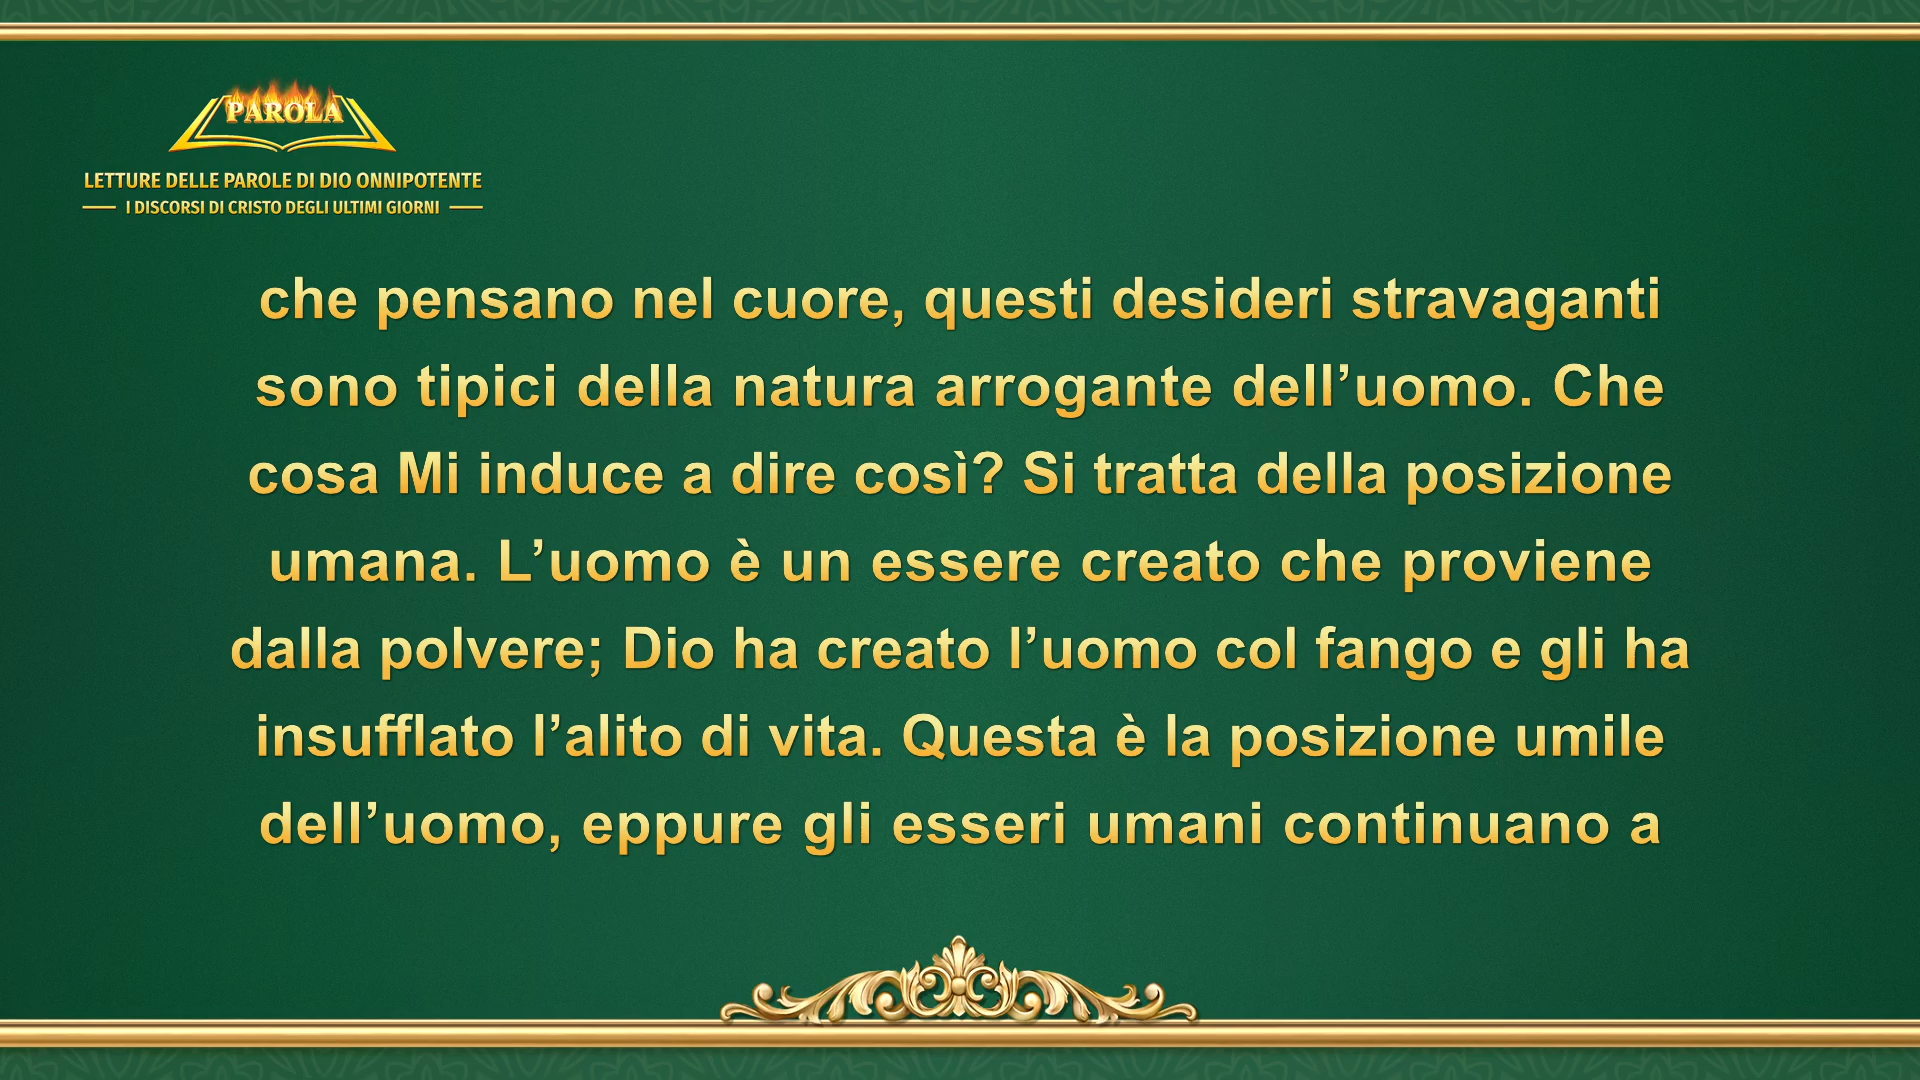 PAROLA
LETTURE DELLE PAROLE DI DIO ONNIPOTENTE
I DISCORSI DI CRISTO DEGLI ULTIMI GIORNI
che pensano nel cuore, questi desideri stravaganti
sono tipici della natura arrogante dell’uomo. Che
cosa Mi induce a dire così? Si tratta della posizione
umana. L’uomo è un essere creato che proviene
dalla polvere; Dio ha creato l’uomo col fango e gli ha
insufflato l’alito di vita. Questa è la posizione umile
dell’uomo, eppure gli esseri umani continuano a